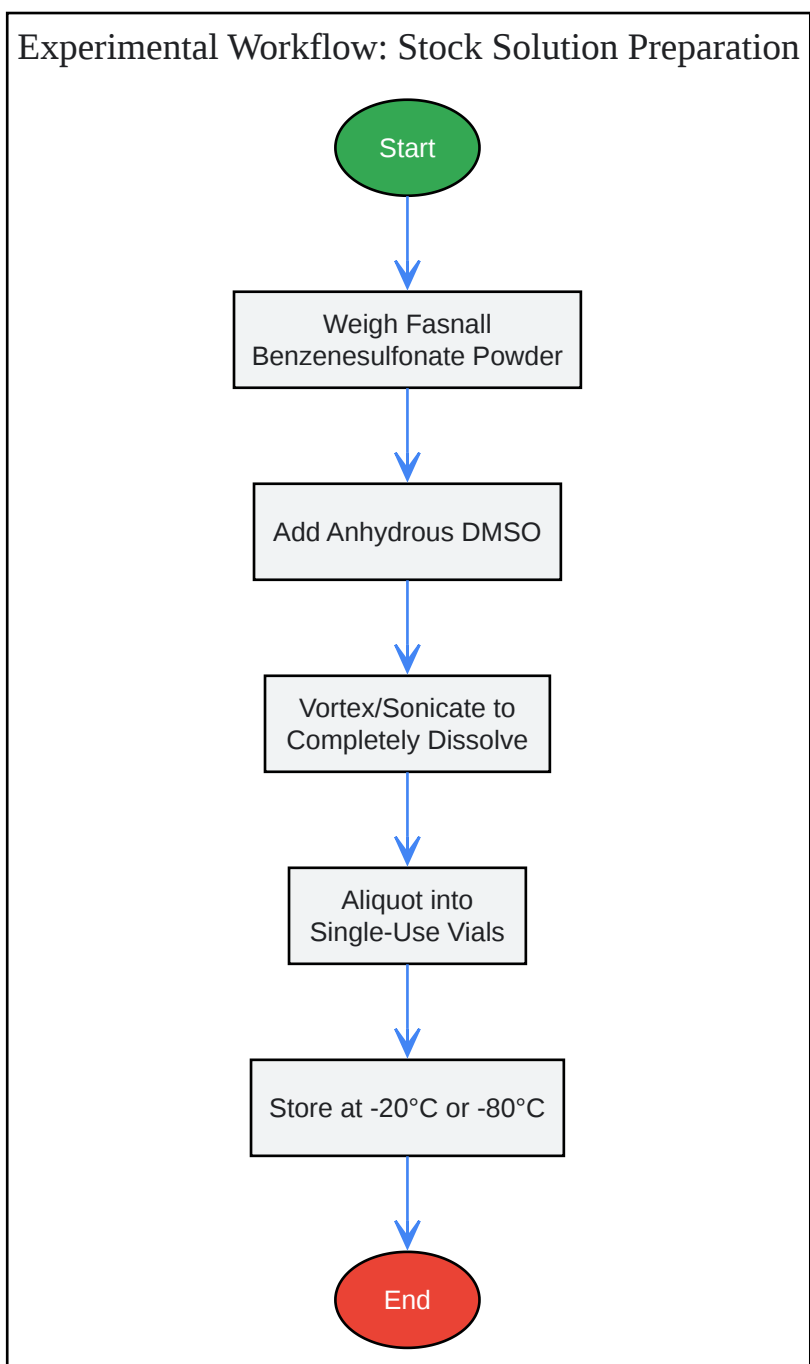 Experimental Workflow: Stock Solution Preparation
Start
Weigh Fasnall
Benzenesulfonate Powder
Add Anhydrous DMSO
Vortex/Sonicate to
Completely Dissolve
Aliquot into
Single-Use Vials
Store at -20°C or -80°C
End